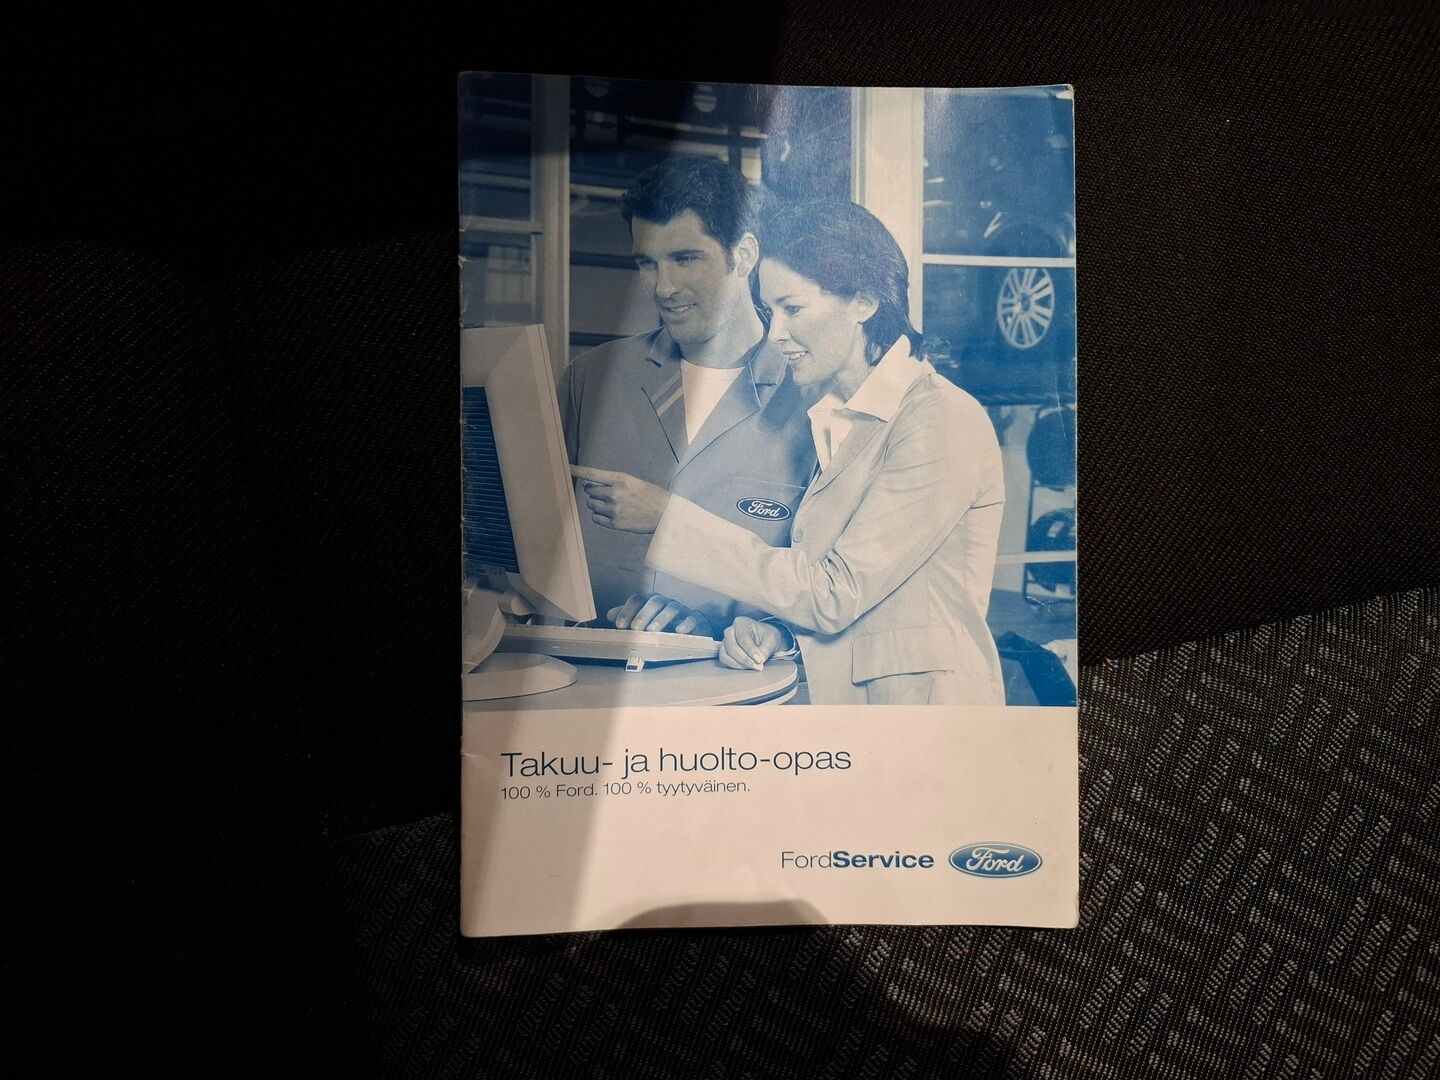 Ford
Takuu- ja huolto-opas
100 % Ford. 100 % tyytyväinen.
FordService Ford